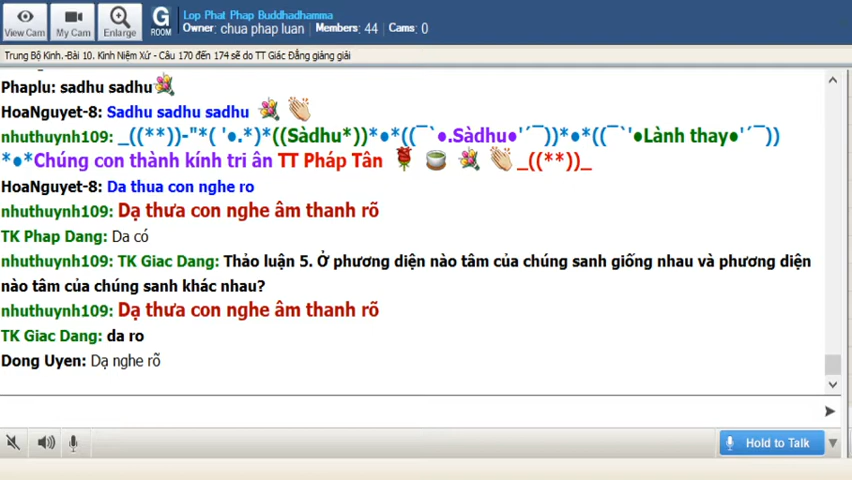 Lop Phat Phap Buddhadhamma
Owner: chua phap luan / Members: 44 / Cams: 0
View Cam
My Cam
Enlarge
G
ROOM
Trung Bộ Kinh.-Bài 10. Kinh Niệm Xứ - Câu 170 đến 174 sẽ do TT Giác Đẳng giảng giải
Phaplu: sadhu sadhu
HoaNguyet-8: Sadhu sadhu sadhu
nhuthuynh109: _((**))-"*( '●.*)*((Sàdhu*))*●*((¯`●.Sàdhu●'´¯))*●*((¯`'●Lành thay●'´¯))
*●*Chúng con thành kính tri ân TT Pháp Tân _((**))_
HoaNguyet-8: Da thua con nghe ro
nhuthuynh109: Dạ thưa con nghe âm thanh rõ
TK Phap Dang: Da có
nhuthuynh109: TK Giac Dang: Thảo luận 5. Ở phương diện nào tâm của chúng sanh giống nhau và phương diện
nào tâm của chúng sanh khác nhau?
nhuthuynh109: Dạ thưa con nghe âm thanh rõ
TK Giac Dang: da ro
Dong Uyen: Dạ nghe rõ
Hold to Talk